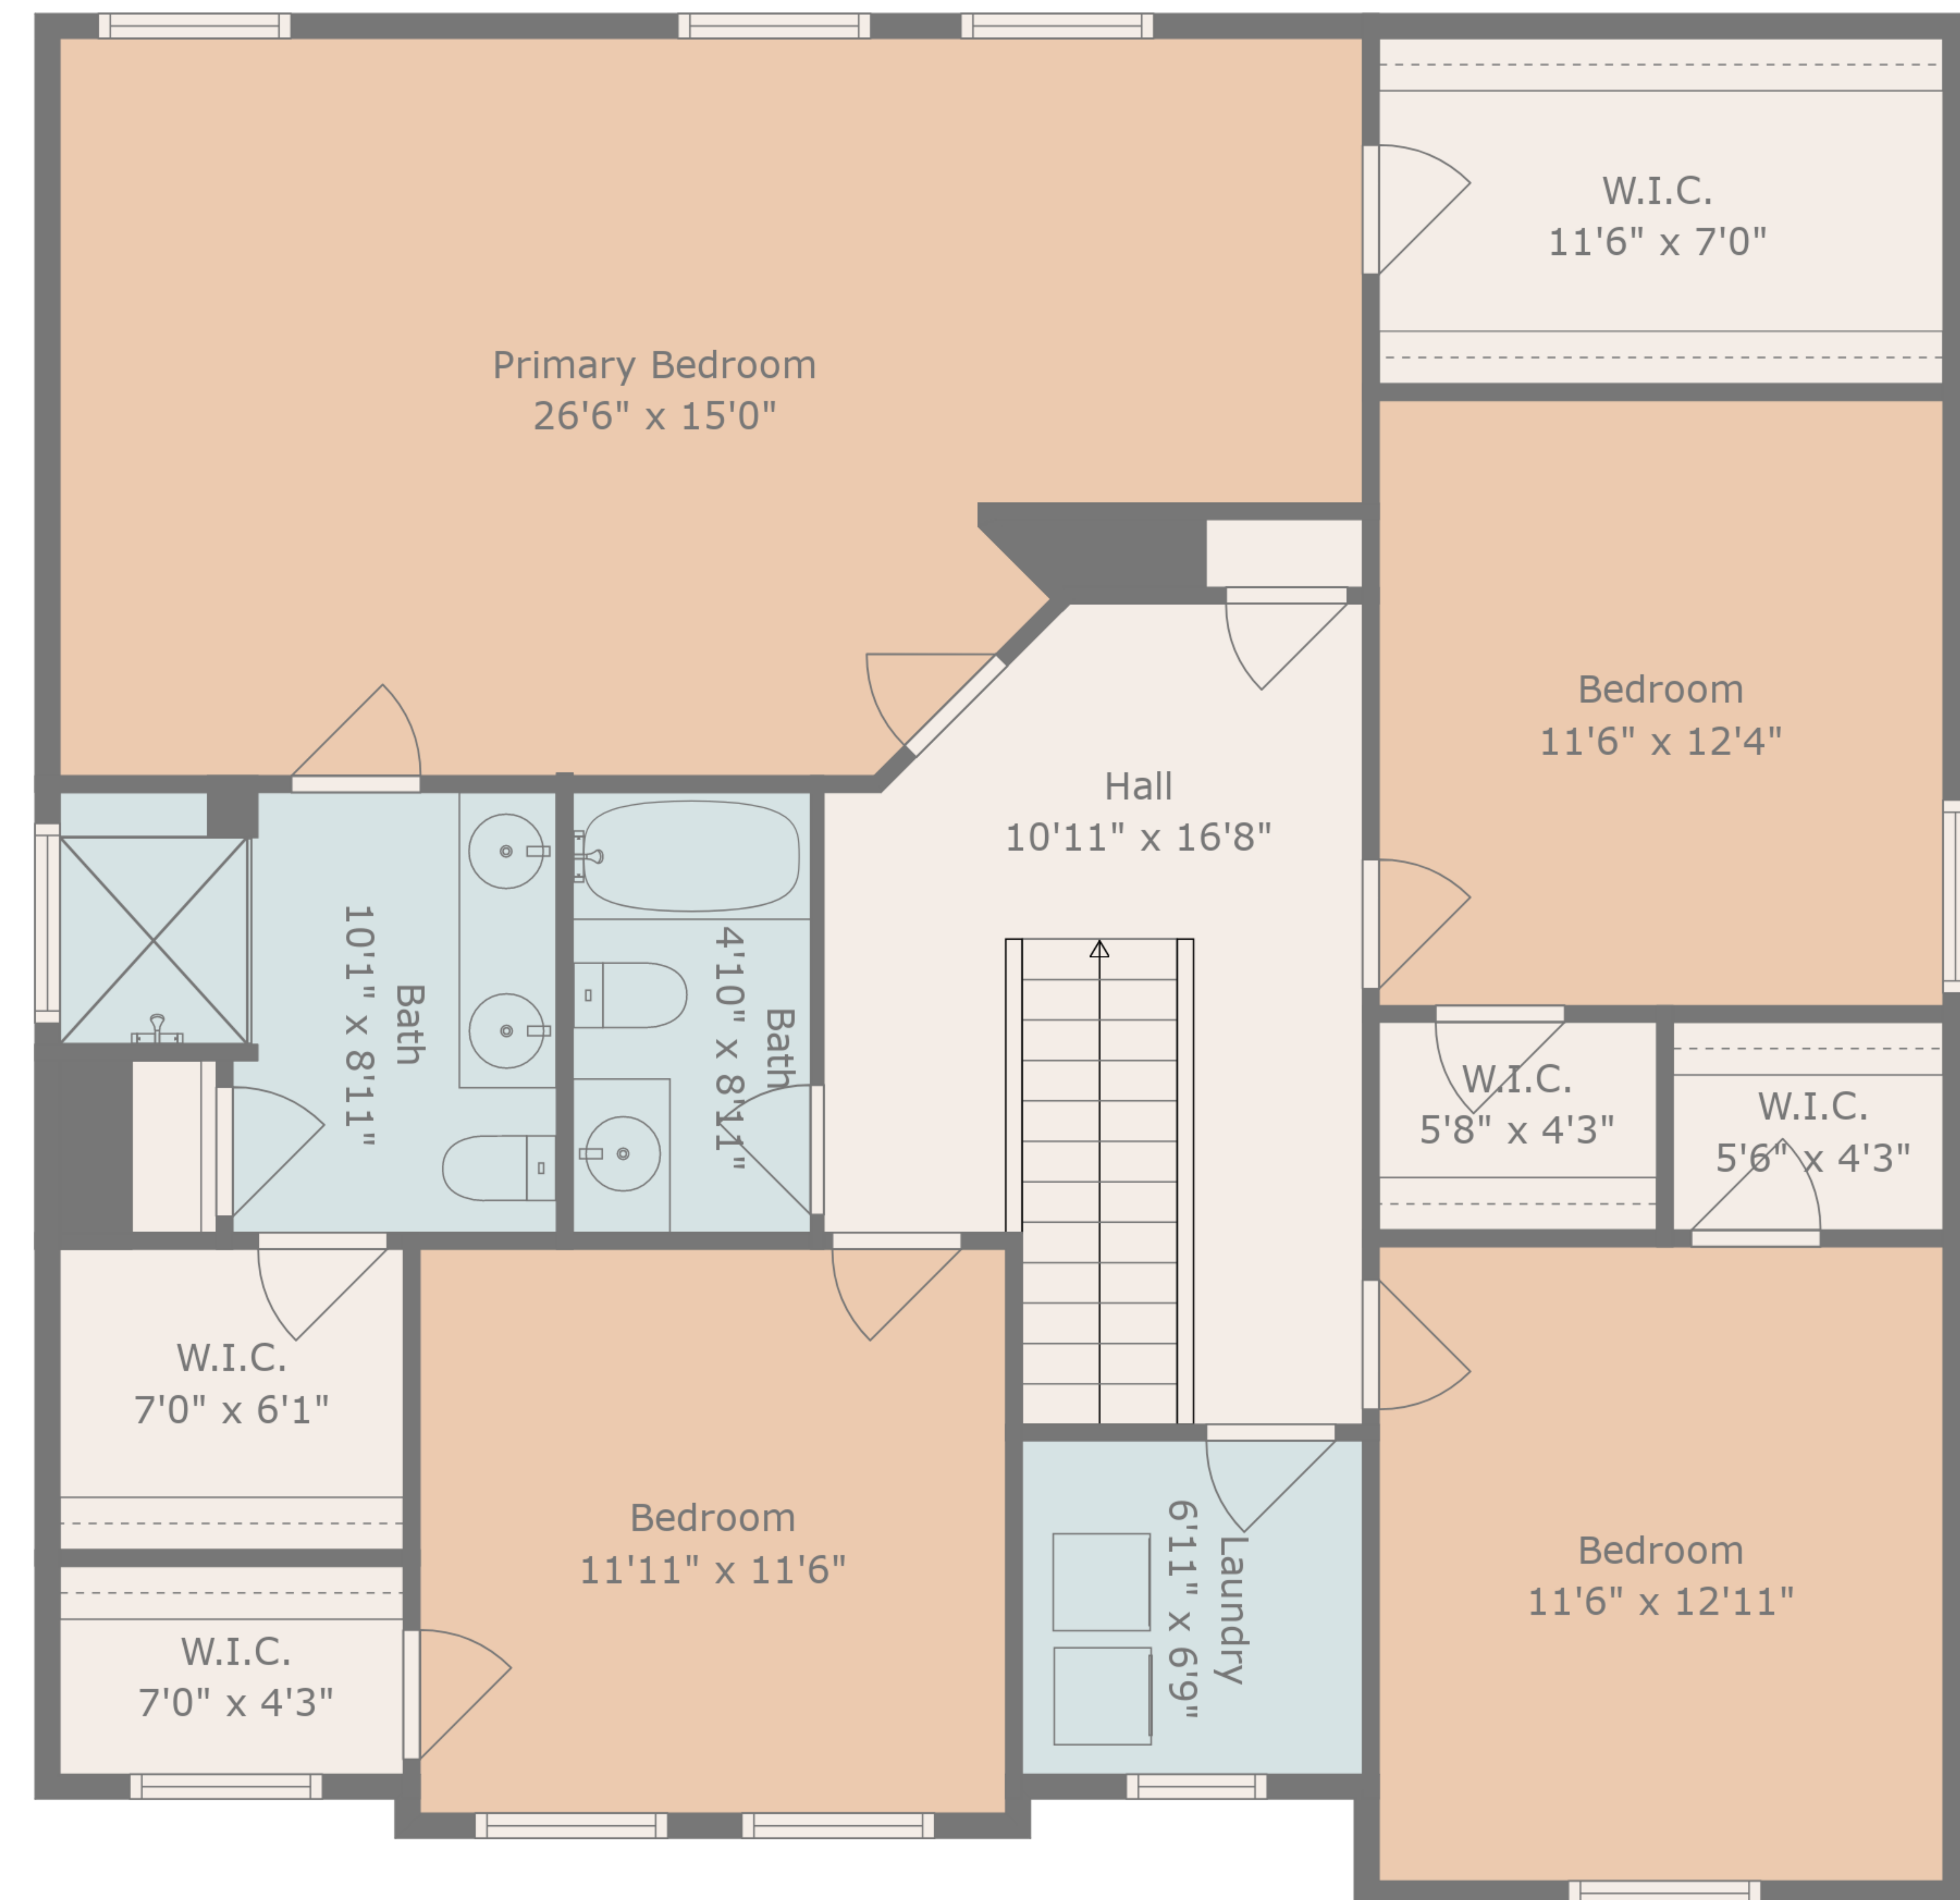 W.I.C.
11'6" x 7'0"
Primary Bedroom
26'6" x 15'0"
Bedroom
11'6" x 12'4"
Hall
10'11" x 16'8"
Bath
10'1" x 8'11"
Bath
4'10" x 8'11"
W.I.C.
5'8" x 4'3"
W.I.C.
5'6" x 4'3"
W.I.C.
7'0" x 6'1"
Bedroom
11'11" x 11'6"
Laundry
6'11" x 6'9"
Bedroom
11'6" x 12'11"
W.I.C.
7'0" x 4'3"